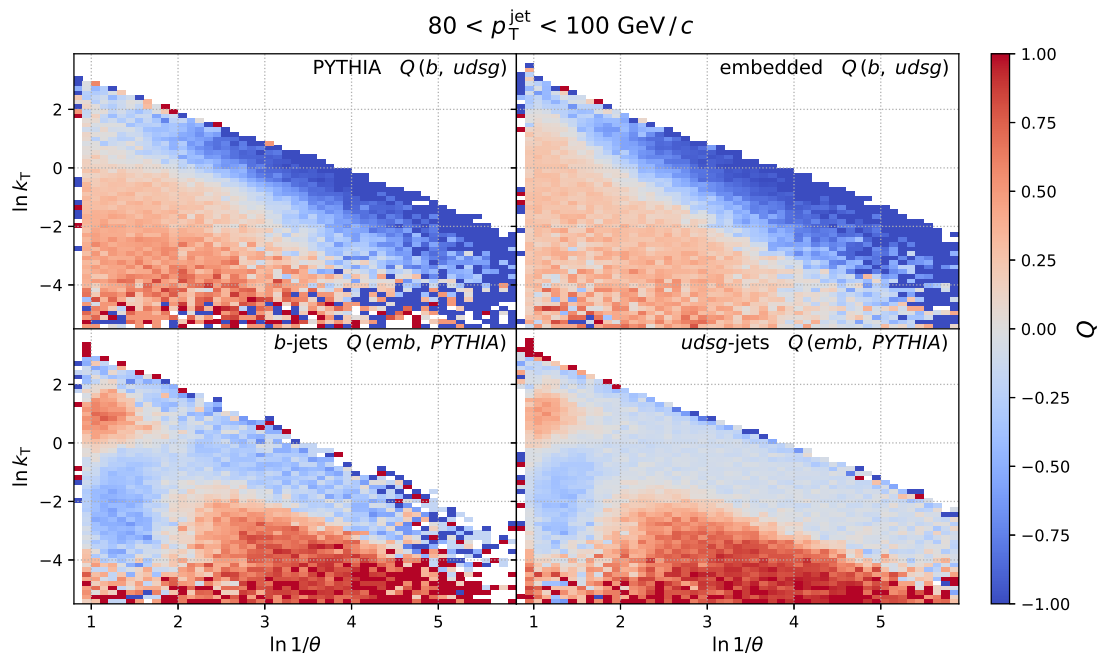 80 < p_T^jet < 100 GeV / c
PYTHIA Q (b, udsg)
embedded Q (b, udsg)
ln k_T
2
0
−2
−4
b-jets Q (emb, PYTHIA)
udsg-jets Q (emb, PYTHIA)
ln k_T
2
0
−2
−4
1 2 3 4 5
1 2 3 4 5
ln 1/θ
ln 1/θ
1.00
0.75
0.50
0.25
0.00
−0.25
−0.50
−0.75
−1.00
Q